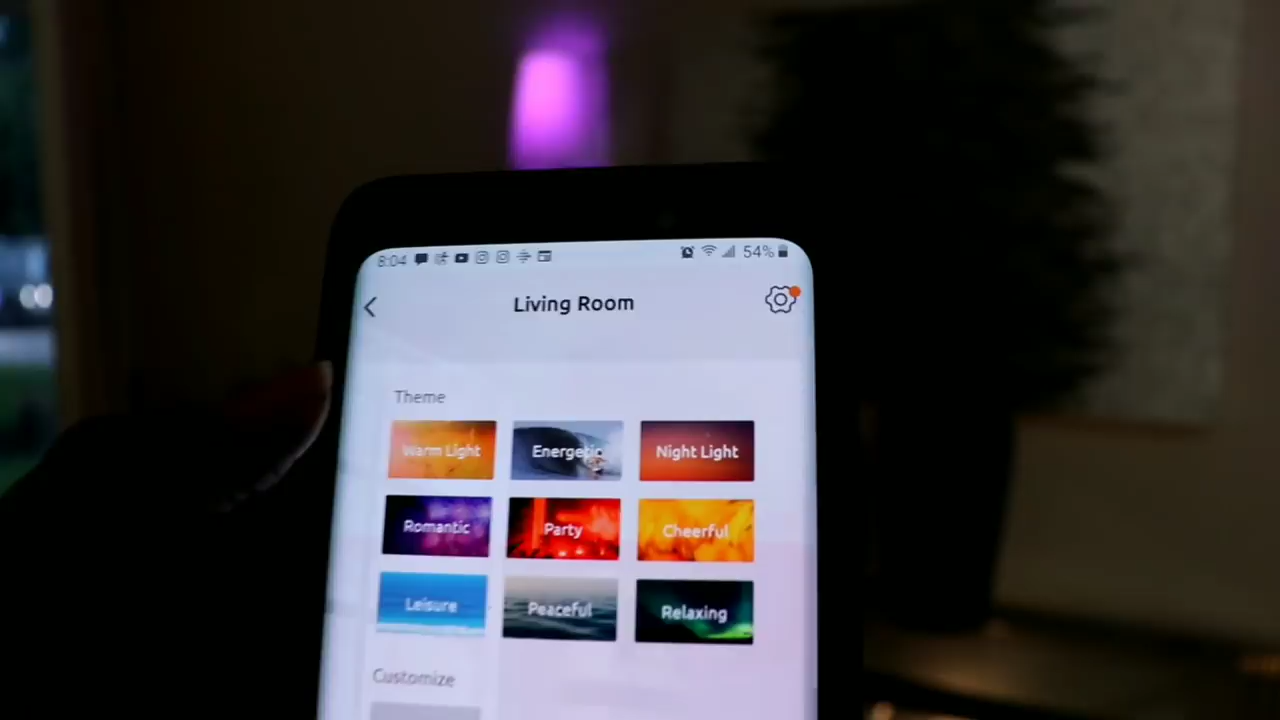 8:04 54%
Living Room
Theme
Warm Light Energetic Night Light
Romantic Party Cheerful
Leisure Peaceful Relaxing
Customize